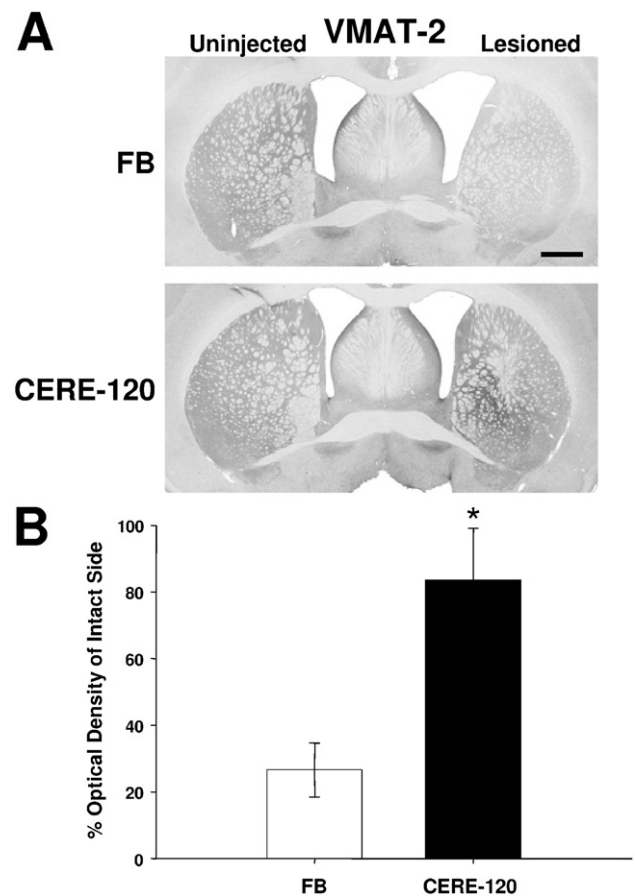 A
VMAT-2
Uninjected
Lesioned
FB
CERE-120
B
% Optical Density of Intact Side
100
80
60
40
20
0
*
FB
CERE-120